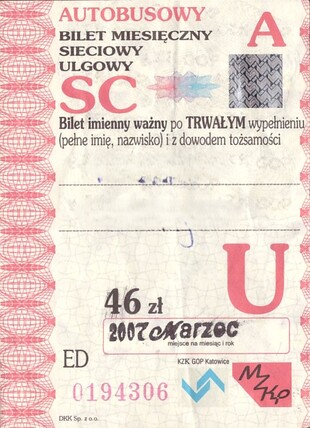 AUTOBUSOWY
BILET MIESIĘCZNY A
SIECIOWY
ULGOWY
SC
Bilet imienny ważny po TRWAŁYM wypełnieniu
(pełne imię, nazwisko) i z dowodem tożsamości
U
46 zł
2007 Marzec
miejsce na miesiąc i rok
ED
KZK GOP Katowice
0194306
MZKP
DKK Sp. z o.o.